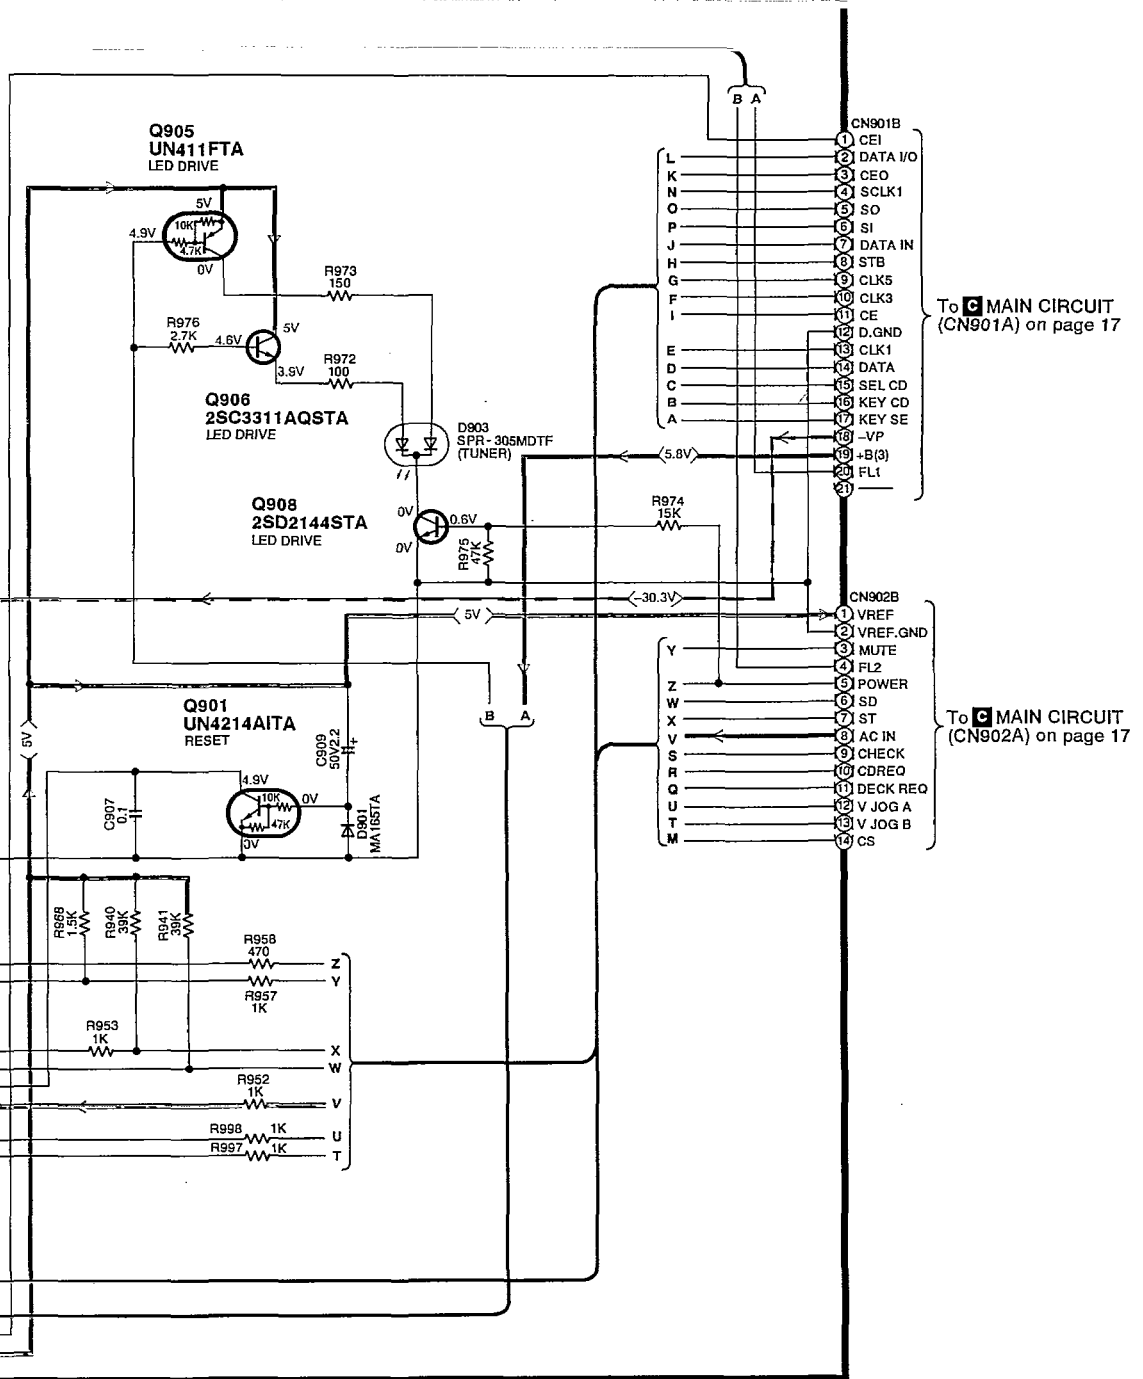 B A
CN901B
1 CEI
L 2 DATA I/O
K 3 CEO
N 4 SCLK1
O 5 SO
P 6 SI
J 7 DATA IN
H 8 STB
G 9 CLK5
F 10 CLK3
I 11 CE
12 D.GND
E 13 CLK1
D 14 DATA
C 15 SEL CD
B 16 KEY CD
A 17 KEY SE
18 –VP
19 +B(3)
20 FL1
21
To C MAIN CIRCUIT
(CN901A) on page 17
Q905
UN411FTA
LED DRIVE
5V
10K
4.9V
4.7K
0V
R973
150
R976
2.7K
4.6V
5V
3.9V
R972
100
Q906
2SC3311AQSTA
LED DRIVE
D903
SPR-305MDTF
(TUNER)
5.8V
Q908
2SD2144STA
LED DRIVE
0V
0.6V
0V
R974
15K
R975
47K
–30.3V
5V
CN902B
1 VREF
2 VREF.GND
Y 3 MUTE
4 FL2
Z 5 POWER
W 6 SD
X 7 ST
V 8 AC IN
S 9 CHECK
R 10 CDREQ
Q 11 DECK REQ
U 12 V JOG A
T 13 V JOG B
M 14 CS
To C MAIN CIRCUIT
(CN902A) on page 17
B A
Q901
UN4214AITA
RESET
5V
C909
50V2.2
+
4.9V
10K
0V
47K
0V
C907
0.1
D901
MA165TA
R968
1.5K
R940
39K
R941
39K
R958
470
Z
Y
R957
1K
R953
1K
X
W
R952
1K
V
R998 1K U
R997 1K T